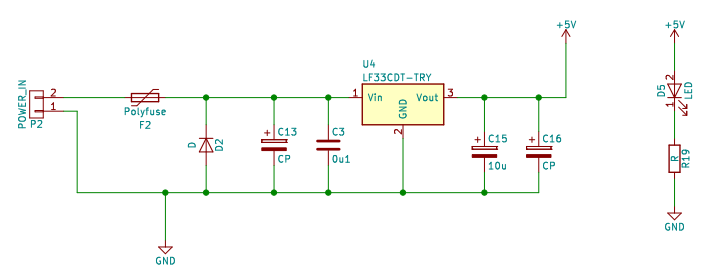 +5V
+5V
U4
LF33CDT-TRY
POWER_IN
2
1
P2
Polyfuse
F2
D
D2
C13
CP
C3
0u1
1
Vin
GND
Vout
3
2
C15
10u
C16
CP
D5
2
1
LED
R
R19
GND
GND